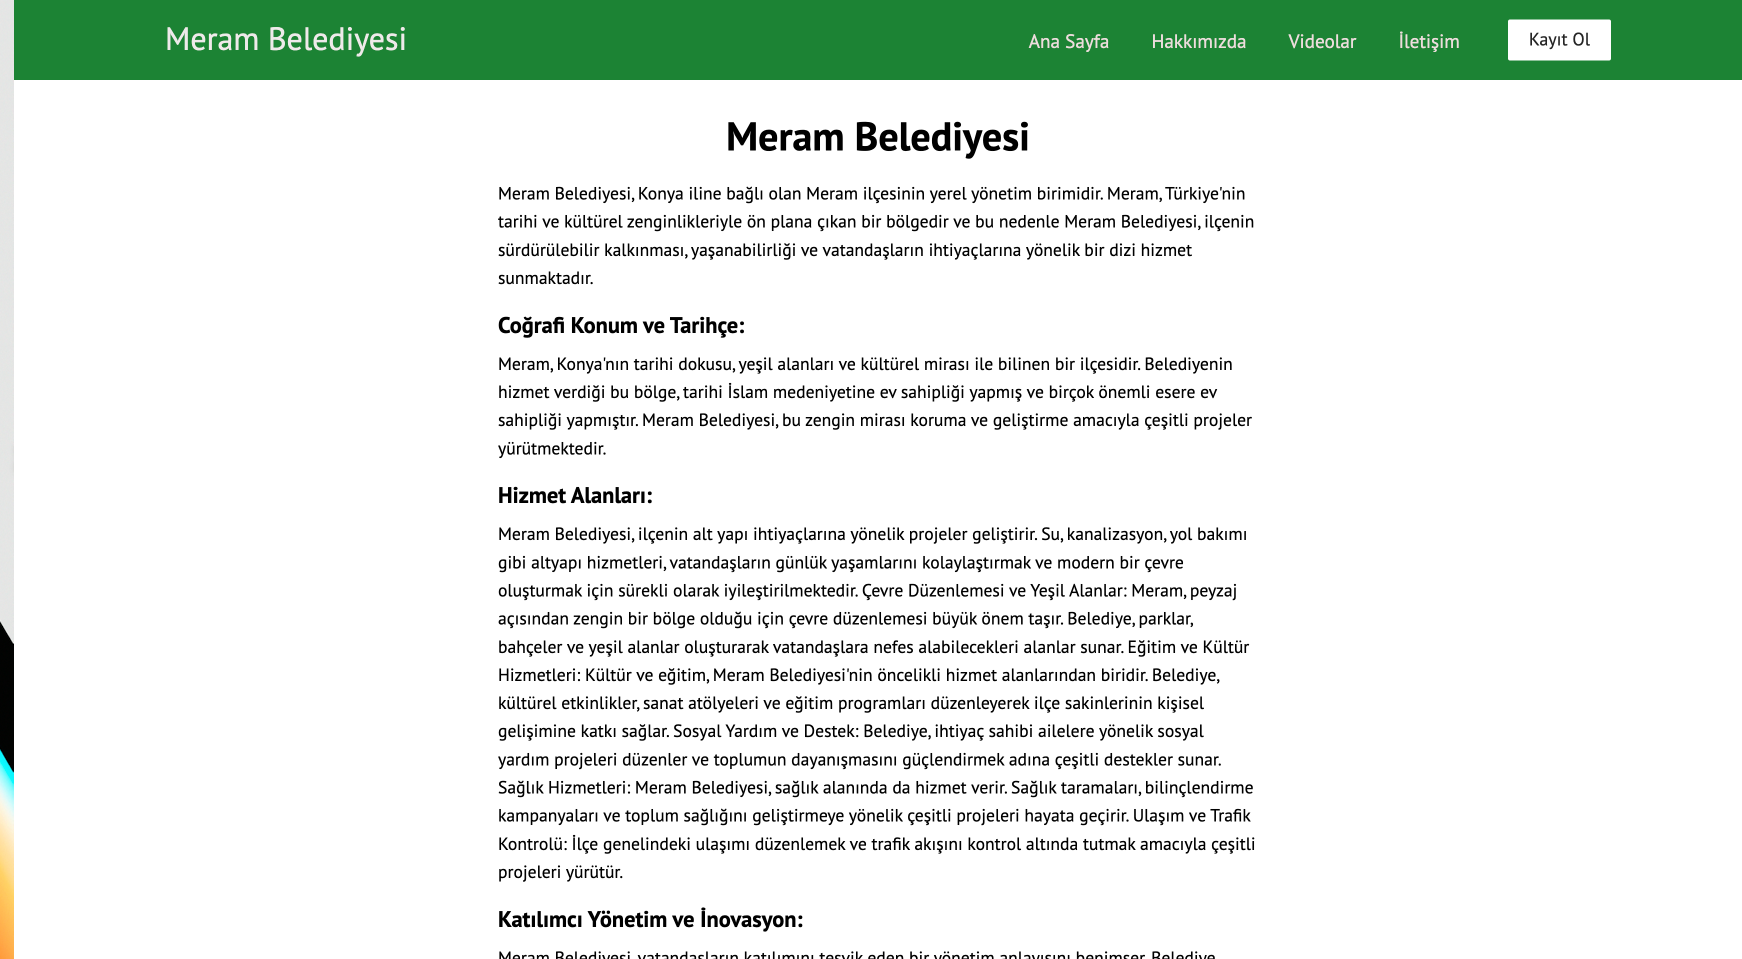 Meram Belediyesi
Ana Sayfa
Hakkımızda
Videolar
İletişim
Kayıt Ol
Meram Belediyesi
Meram Belediyesi, Konya iline bağlı olan Meram ilçesinin yerel yönetim birimidir. Meram, Türkiye'nin
tarihi ve kültürel zenginlikleriyle ön plana çıkan bir bölgedir ve bu nedenle Meram Belediyesi, ilçenin
sürdürülebilir kalkınması, yaşanabilirliği ve vatandaşların ihtiyaçlarına yönelik bir dizi hizmet
sunmaktadır.
Coğrafi Konum ve Tarihçe:
Meram, Konya'nın tarihi dokusu, yeşil alanları ve kültürel mirası ile bilinen bir ilçesidir. Belediyenin
hizmet verdiği bu bölge, tarihi İslam medeniyetine ev sahipliği yapmış ve birçok önemli esere ev
sahipliği yapmıştır. Meram Belediyesi, bu zengin mirası koruma ve geliştirme amacıyla çeşitli projeler
yürütmektedir.
Hizmet Alanları:
Meram Belediyesi, ilçenin alt yapı ihtiyaçlarına yönelik projeler geliştirir. Su, kanalizasyon, yol bakımı
gibi altyapı hizmetleri, vatandaşların günlük yaşamlarını kolaylaştırmak ve modern bir çevre
oluşturmak için sürekli olarak iyileştirilmektedir. Çevre Düzenlemesi ve Yeşil Alanlar: Meram, peyzaj
açısından zengin bir bölge olduğu için çevre düzenlemesi büyük önem taşır. Belediye, parklar,
bahçeler ve yeşil alanlar oluşturarak vatandaşlara nefes alabilecekleri alanlar sunar. Eğitim ve Kültür
Hizmetleri: Kültür ve eğitim, Meram Belediyesi'nin öncelikli hizmet alanlarından biridir. Belediye,
kültürel etkinlikler, sanat atölyeleri ve eğitim programları düzenleyerek ilçe sakinlerinin kişisel
gelişimine katkı sağlar. Sosyal Yardım ve Destek: Belediye, ihtiyaç sahibi ailelere yönelik sosyal
yardım projeleri düzenler ve toplumun dayanışmasını güçlendirmek adına çeşitli destekler sunar.
Sağlık Hizmetleri: Meram Belediyesi, sağlık alanında da hizmet verir. Sağlık taramaları, bilinçlendirme
kampanyaları ve toplum sağlığını geliştirmeye yönelik çeşitli projeleri hayata geçirir. Ulaşım ve Trafik
Kontrolü: İlçe genelindeki ulaşımı düzenlemek ve trafik akışını kontrol altında tutmak amacıyla çeşitli
projeleri yürütür.
Katılımcı Yönetim ve İnovasyon:
Meram Belediyesi, vatandaşların katılımını teşvik eden bir yönetim anlayışını benimser. Belediye,